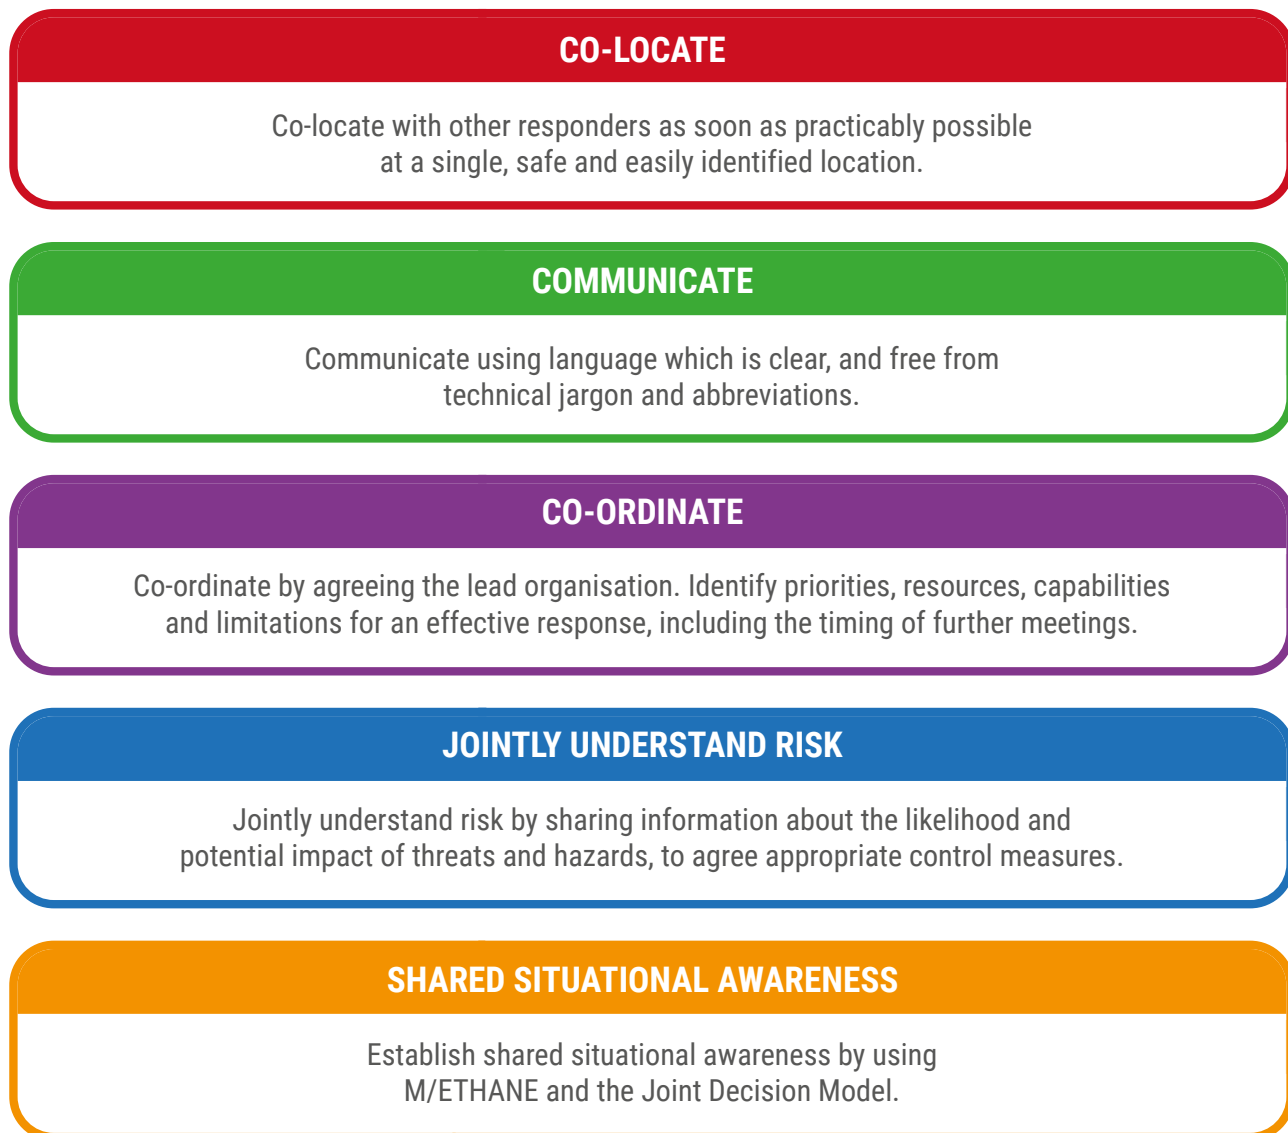 CO-LOCATE
Co-locate with other responders as soon as practicably possible
at a single, safe and easily identified location.
COMMUNICATE
Communicate using language which is clear, and free from
technical jargon and abbreviations.
CO-ORDINATE
Co-ordinate by agreeing the lead organisation. Identify priorities, resources, capabilities
and limitations for an effective response, including the timing of further meetings.
JOINTLY UNDERSTAND RISK
Jointly understand risk by sharing information about the likelihood and
potential impact of threats and hazards, to agree appropriate control measures.
SHARED SITUATIONAL AWARENESS
Establish shared situational awareness by using
M/ETHANE and the Joint Decision Model.